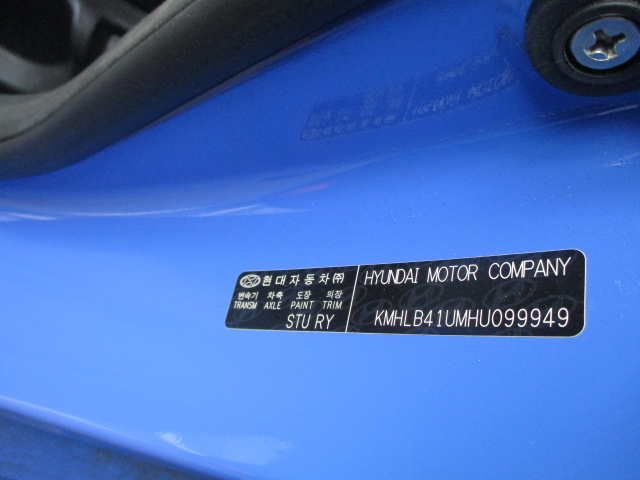 현대자동차㈜
변속기 차축 도장 의장
TRANSM AXLE PAINT TRIM
STU RY
HYUNDAI MOTOR COMPANY
KMHLB41UMHU099949